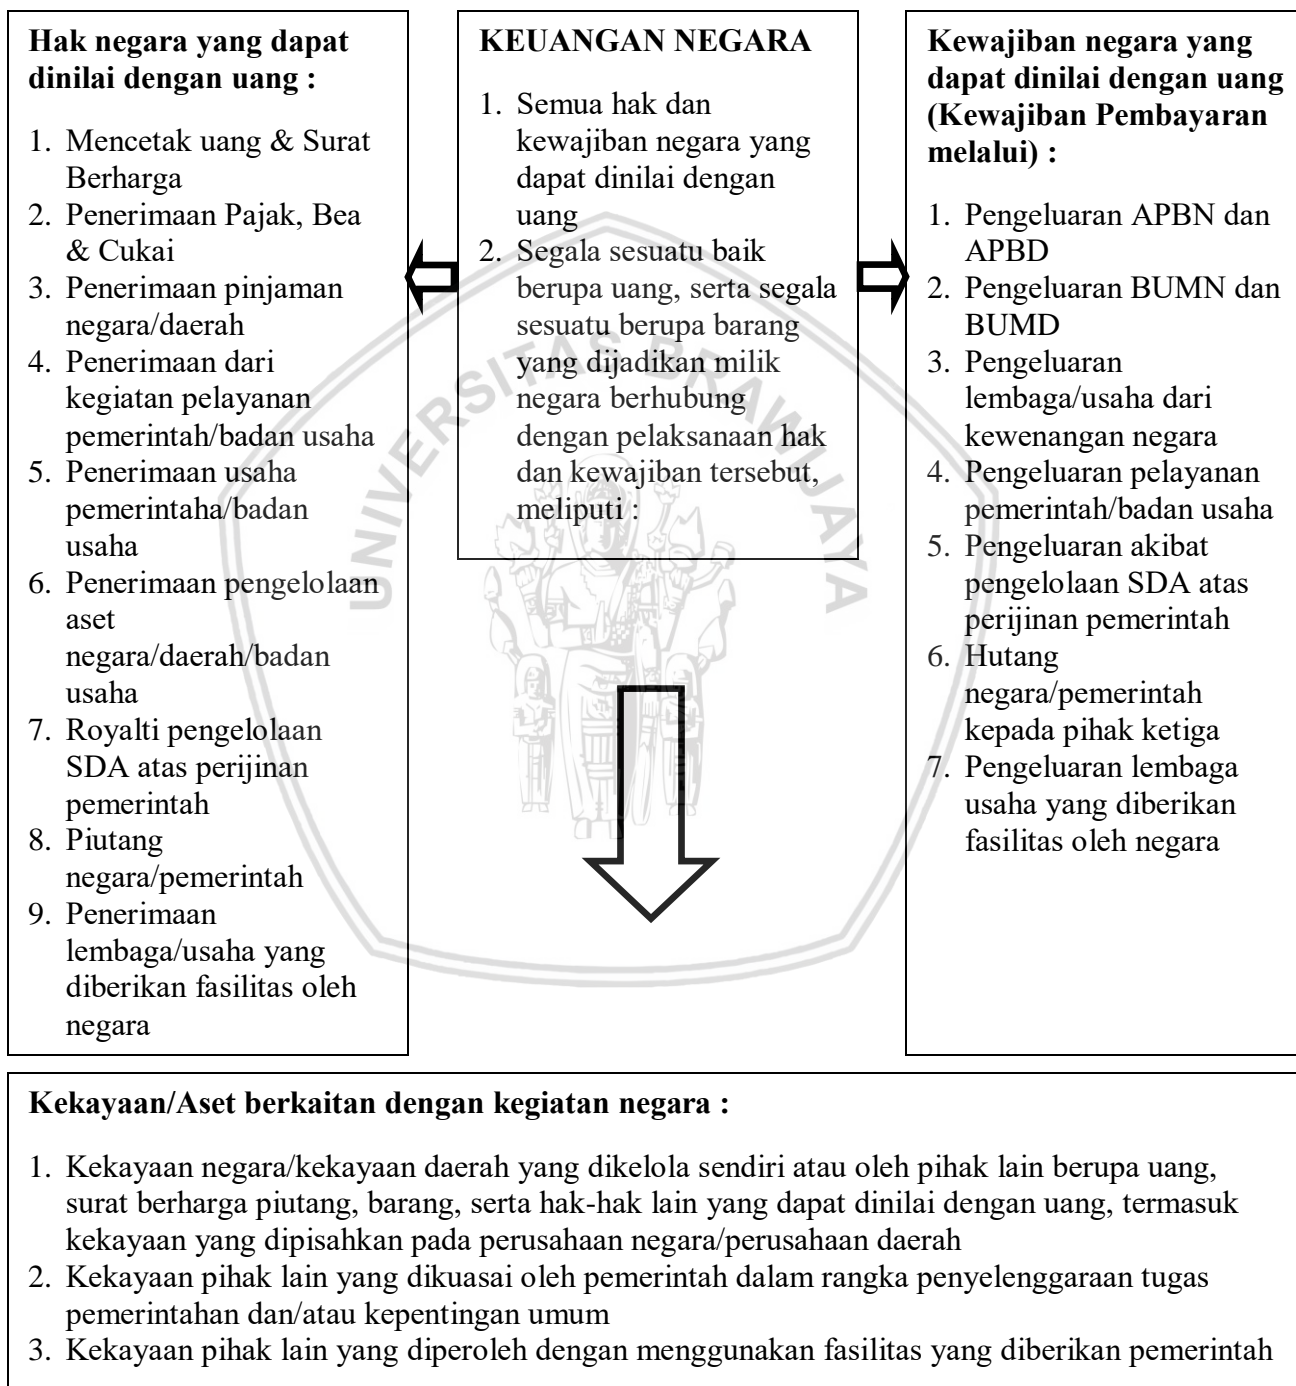 Hak negara yang dapat
dinilai dengan uang :
1. Mencetak uang & Surat
Berharga
2. Penerimaan Pajak, Bea
& Cukai
3. Penerimaan pinjaman
negara/daerah
4. Penerimaan dari
kegiatan pelayanan
pemerintah/badan usaha
5. Penerimaan usaha
pemerintaha/badan
usaha
6. Penerimaan pengelolaan
aset
negara/daerah/badan
usaha
7. Royalti pengelolaan
SDA atas perijinan
pemerintah
8. Piutang
negara/pemerintah
9. Penerimaan
lembaga/usaha yang
diberikan fasilitas oleh
negara
KEUANGAN NEGARA
1. Semua hak dan
kewajiban negara yang
dapat dinilai dengan
uang
2. Segala sesuatu baik
berupa uang, serta segala
sesuatu berupa barang
yang dijadikan milik
negara berhubung
dengan pelaksanaan hak
dan kewajiban tersebut,
meliputi :
Kewajiban negara yang
dapat dinilai dengan uang
(Kewajiban Pembayaran
melalui) :
1. Pengeluaran APBN dan
APBD
2. Pengeluaran BUMN dan
BUMD
3. Pengeluaran
lembaga/usaha dari
kewenangan negara
4. Pengeluaran pelayanan
pemerintah/badan usaha
5. Pengeluaran akibat
pengelolaan SDA atas
perijinan pemerintah
6. Hutang
negara/pemerintah
kepada pihak ketiga
7. Pengeluaran lembaga
usaha yang diberikan
fasilitas oleh negara
UNIVERSITAS BRAWIJAYA
Kekayaan/Aset berkaitan dengan kegiatan negara :
1. Kekayaan negara/kekayaan daerah yang dikelola sendiri atau oleh pihak lain berupa uang,
surat berharga piutang, barang, serta hak-hak lain yang dapat dinilai dengan uang, termasuk
kekayaan yang dipisahkan pada perusahaan negara/perusahaan daerah
2. Kekayaan pihak lain yang dikuasai oleh pemerintah dalam rangka penyelenggaraan tugas
pemerintahan dan/atau kepentingan umum
3. Kekayaan pihak lain yang diperoleh dengan menggunakan fasilitas yang diberikan pemerintah